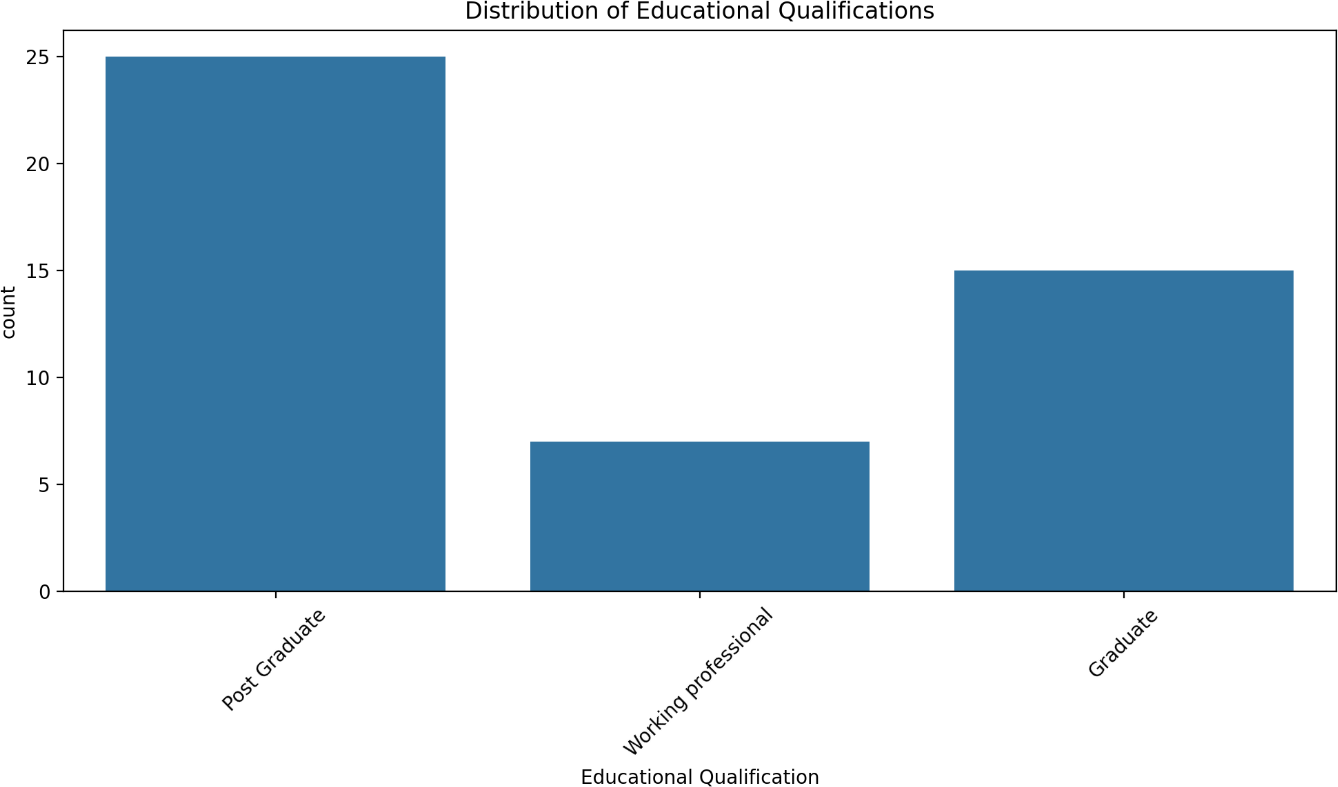 Distribution of Educational Qualifications
25
20
15
10
5
0
count
Post Graduate
Working professional
Graduate
Educational Qualification